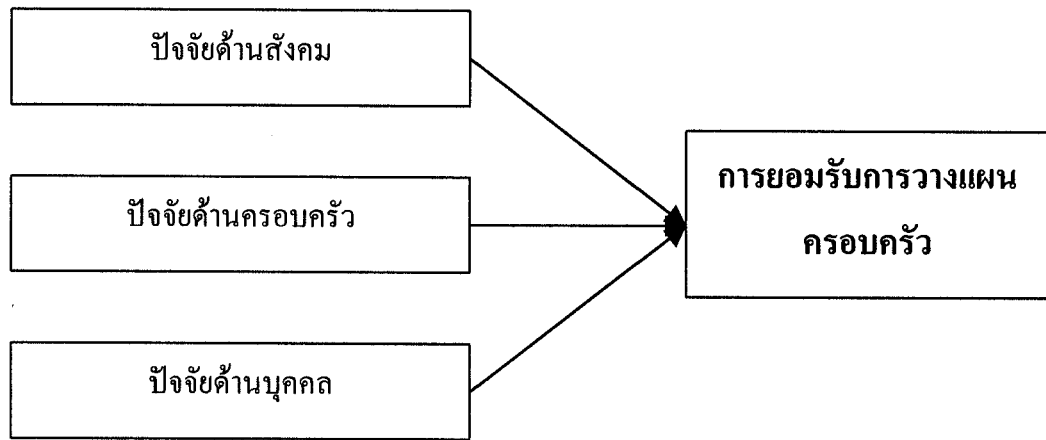 ปัจจัยด้านสังคม
ปัจจัยด้านครอบครัว
ปัจจัยด้านบุคคล
การยอมรับการวางแผน
ครอบครัว